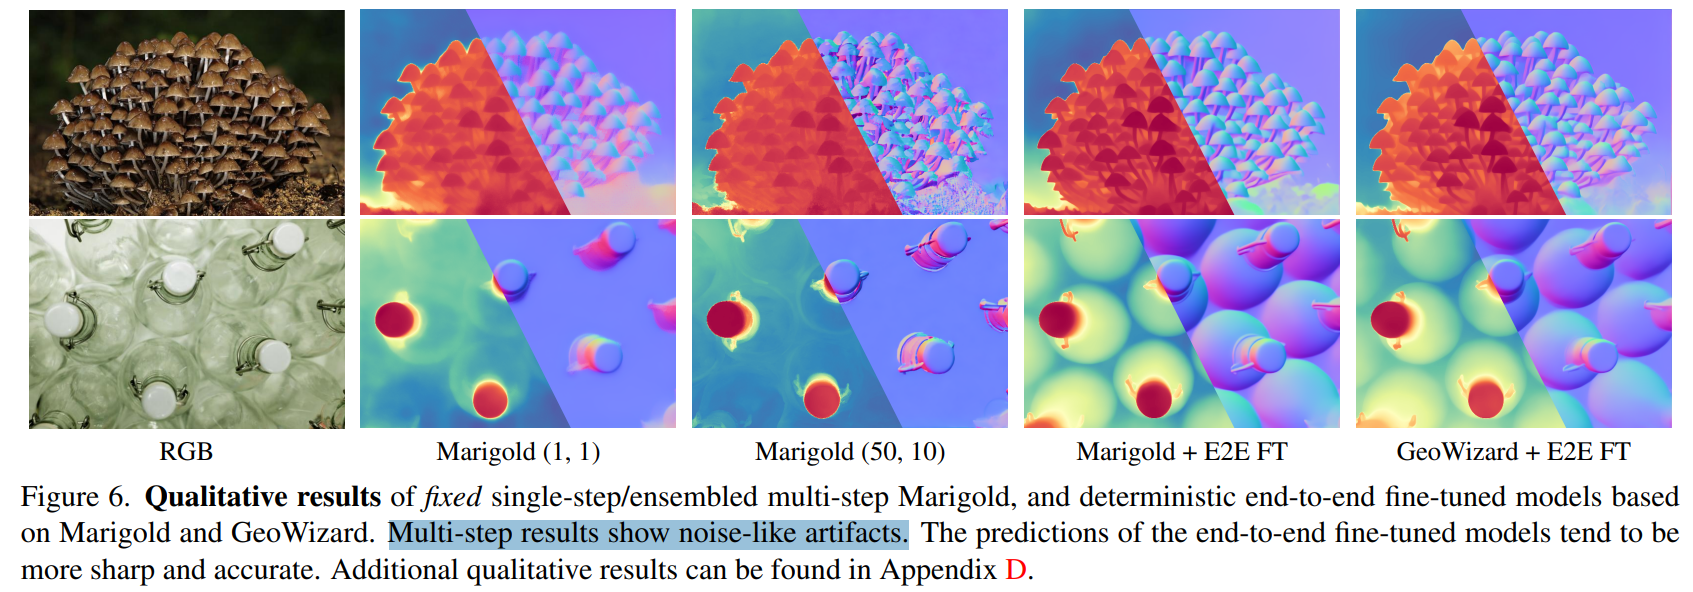 RGB
Marigold (1, 1)
Marigold (50, 10)
Marigold + E2E FT
GeoWizard + E2E FT
Figure 6. Qualitative results of fixed single-step/ensembled multi-step Marigold, and deterministic end-to-end fine-tuned models based
on Marigold and GeoWizard. Multi-step results show noise-like artifacts. The predictions of the end-to-end fine-tuned models tend to be
more sharp and accurate. Additional qualitative results can be found in Appendix D.